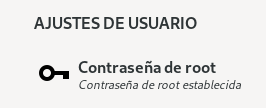 AJUSTES DE USUARIO
Contraseña de root
Contraseña de root establecida